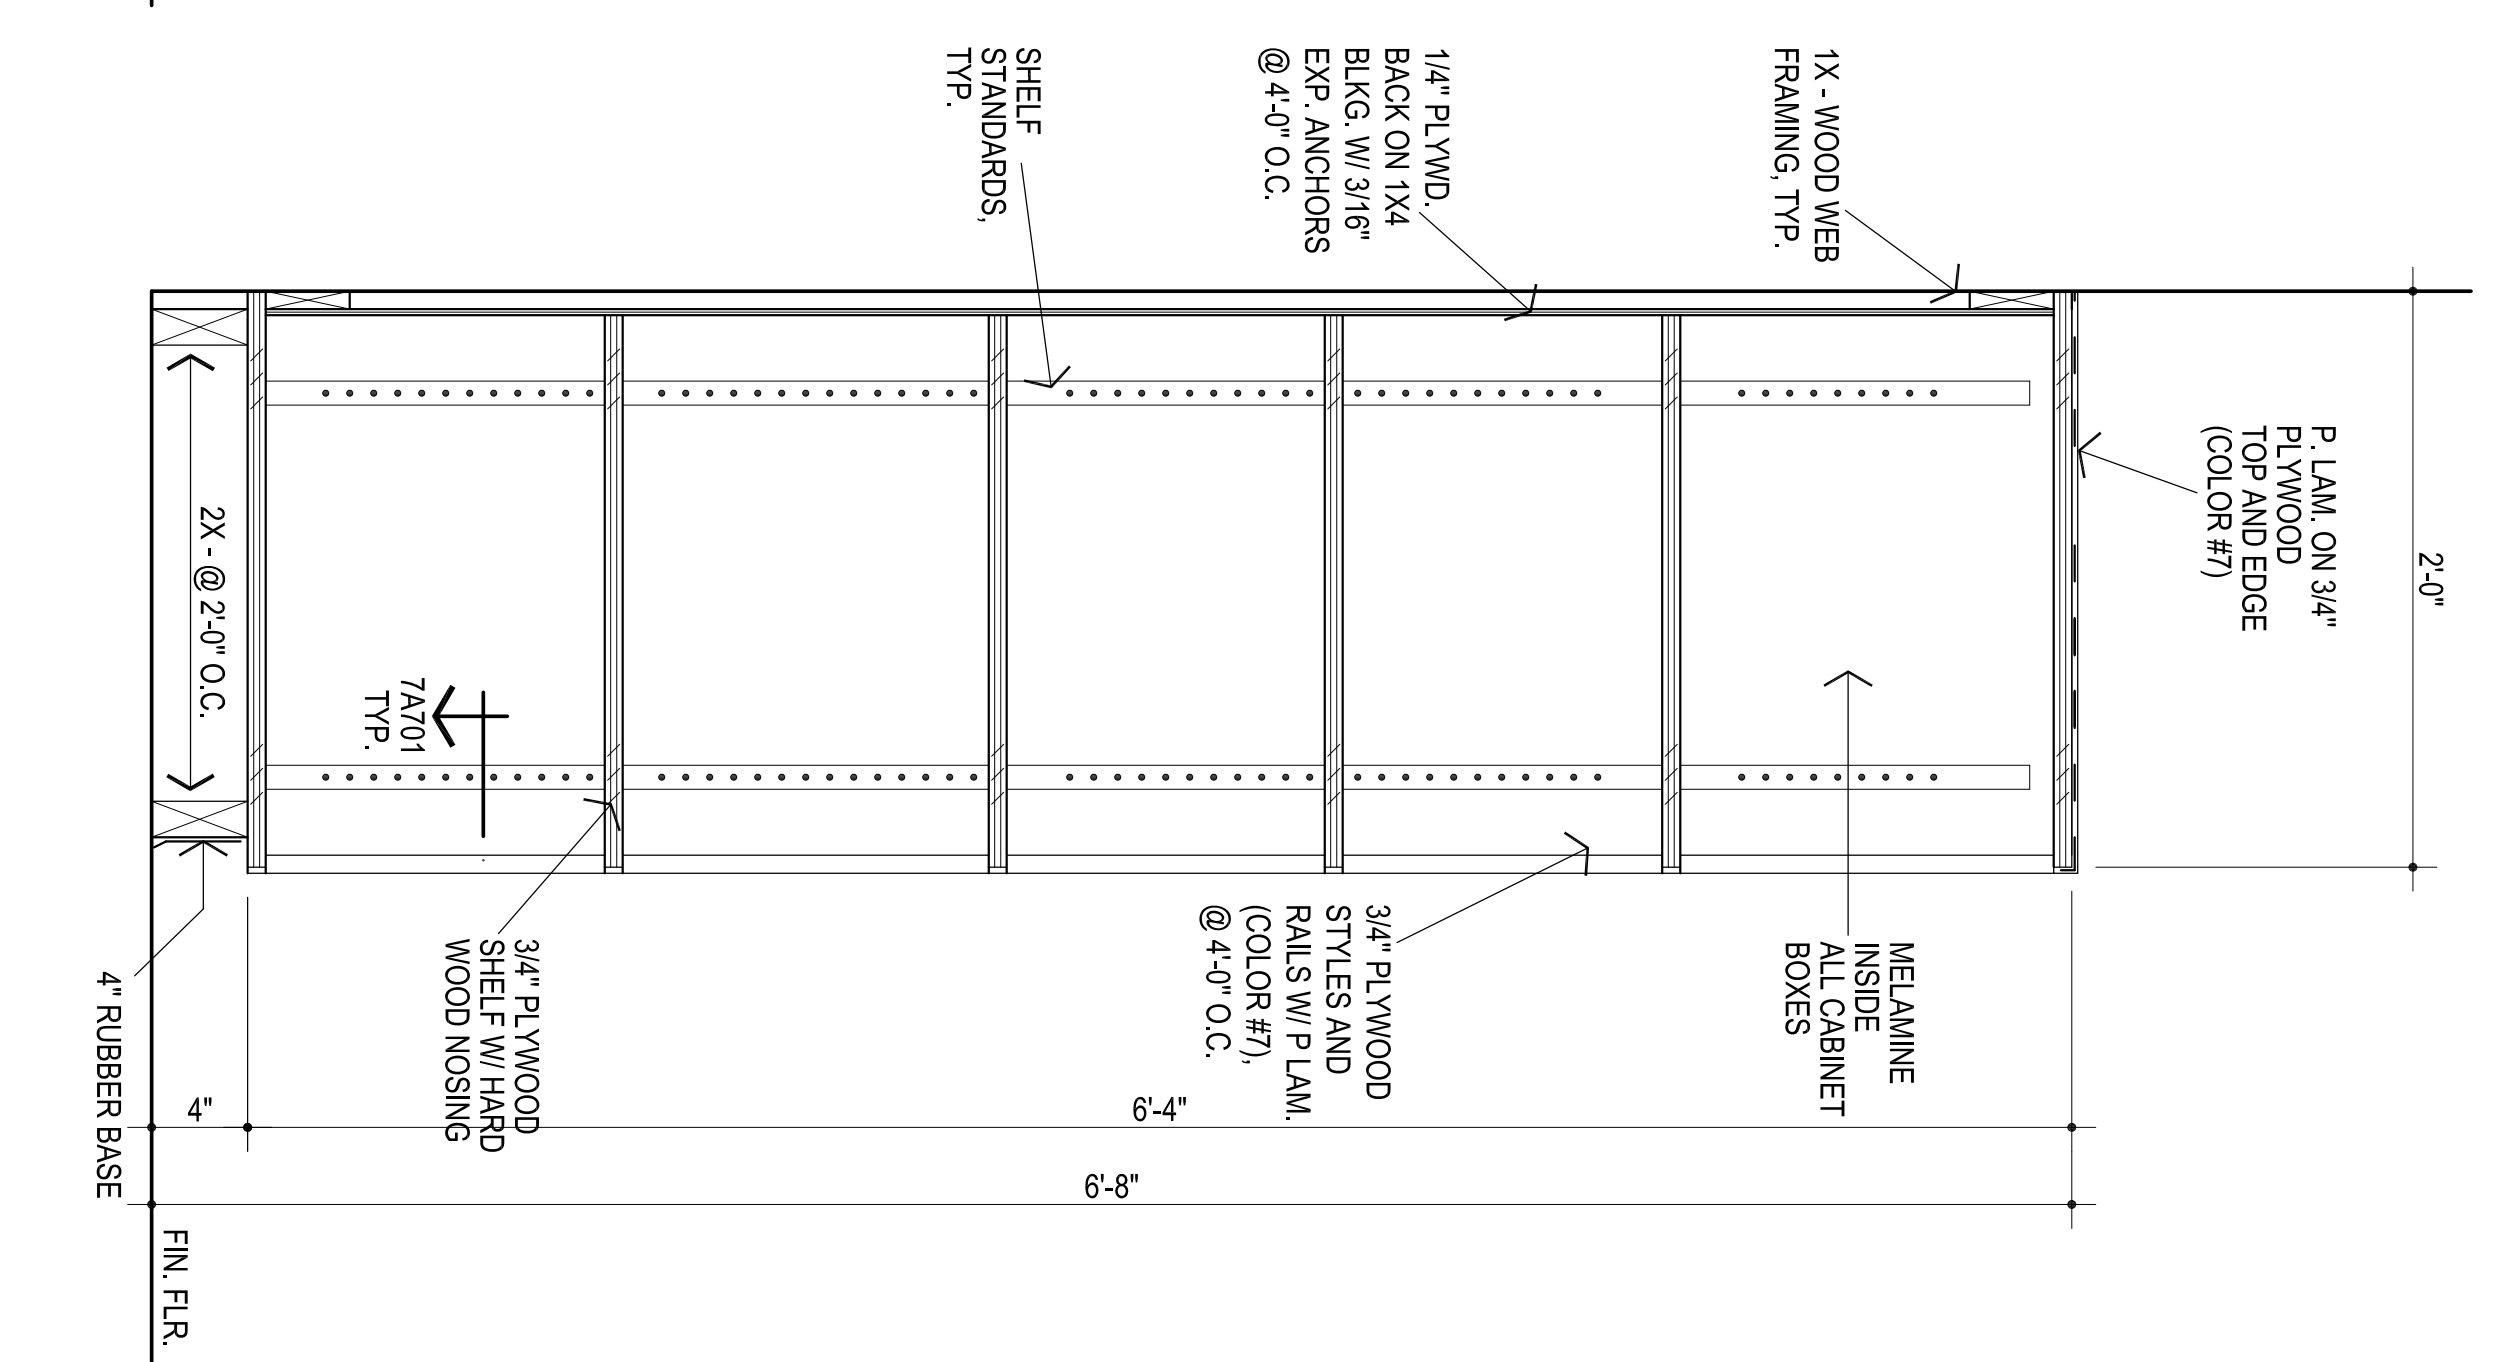 2'-0"
P. LAM. ON 3/4"
PLYWOOD
TOP AND EDGE
(COLOR #7)
1X - WOOD WEB
FRAMING, TYP.
1/4" PLYWD.
BACK ON 1X4
BLKG. W/ 3/16"
EXP. ANCHORS
@ 4'-0" O.C.
SHELF
STANDARDS,
TYP.
MELAMINE
INSIDE
ALL CABINET
BOXES
3/4" PLYWOOD
STYLES AND
RAILS W/ P LAM.
(COLOR #7),
@ 4'-0" O.C.
3/4" PLYWOOD
SHELF W/ HARD
WOOD NOSING
7A701
TYP.
2X - @ 2'-0" O.C.
4" RUBBER BASE
4"
6'-4"
6'-8"
FIN. FLR.